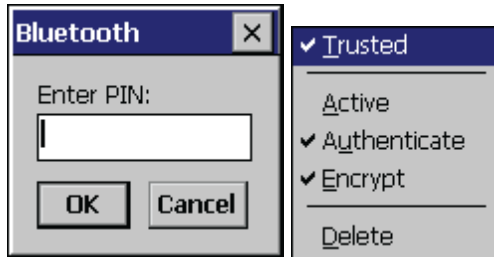 Bluetooth
Enter PIN:
OK Cancel
Trusted
Active
Authenticate
Encrypt
Delete